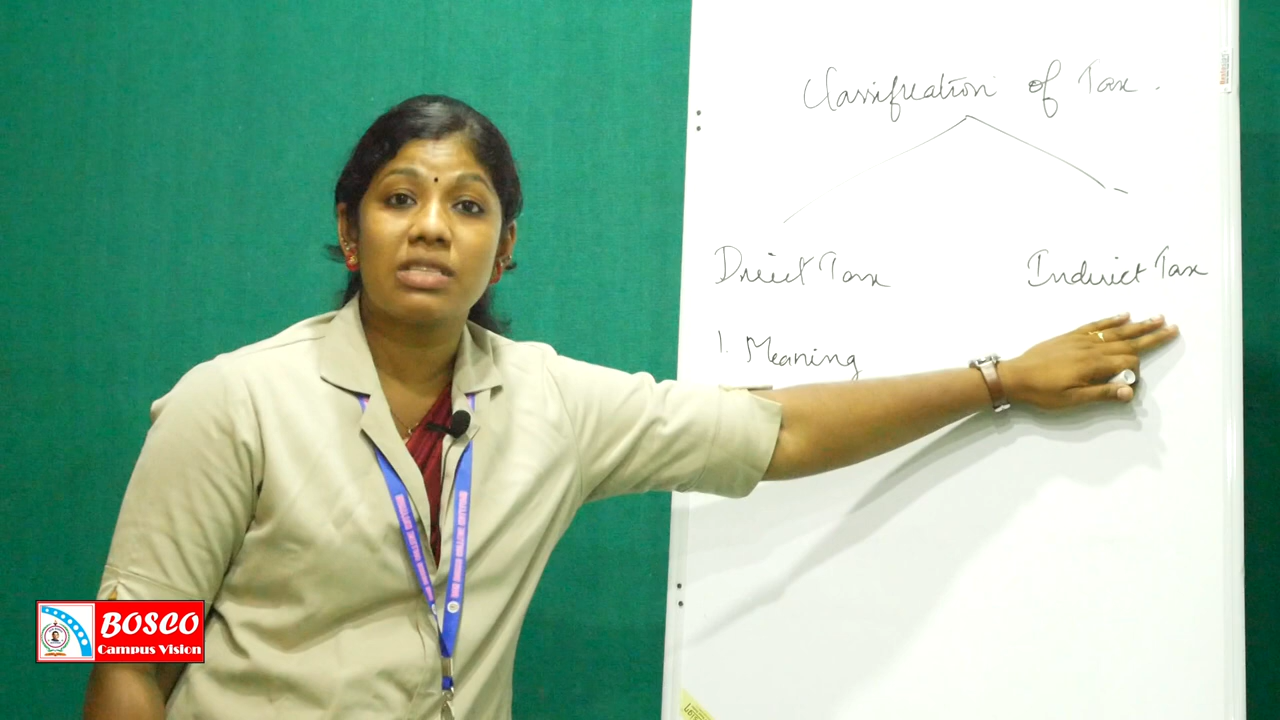 Classification of Tax.
Direct Tax
Indirect Tax
1. Meaning
BOSCO
Campus Vision